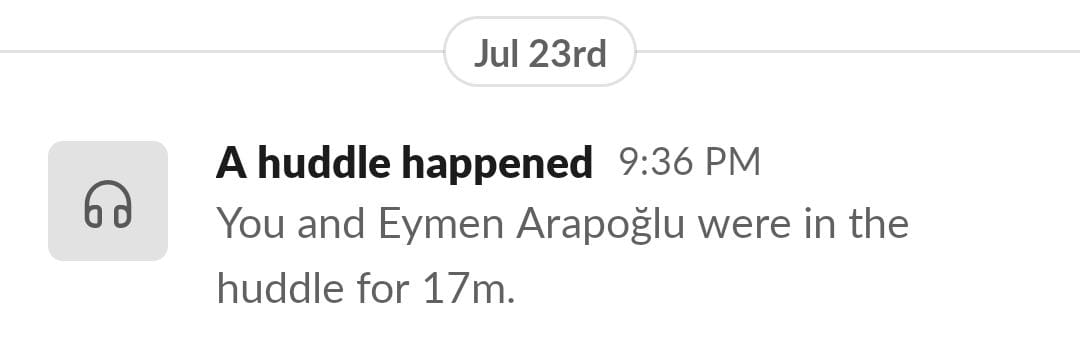 Jul 23rd
A huddle happened 9:36 PM
You and Eymen Arapoğlu were in the
huddle for 17m.